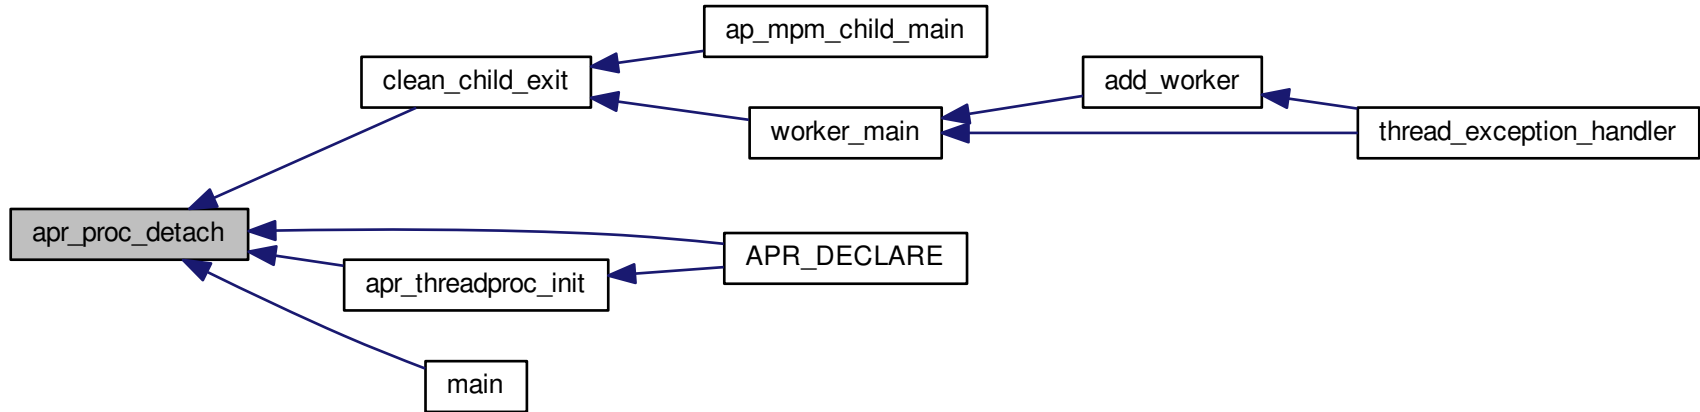 ap_mpm_child_main
clean_child_exit
add_worker
worker_main
thread_exception_handler
apr_proc_detach
APR_DECLARE
apr_threadproc_init
main